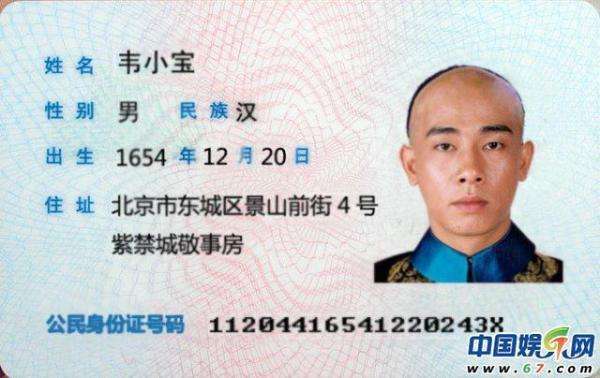 姓名 韦小宝
性别 男 民族 汉
出生 1654 年 12 月 20 日
住址 北京市东城区景山前街 4 号
紫禁城敬事房
公民身份证号码 11204416541220243X
中国娱乐网
www.67.com